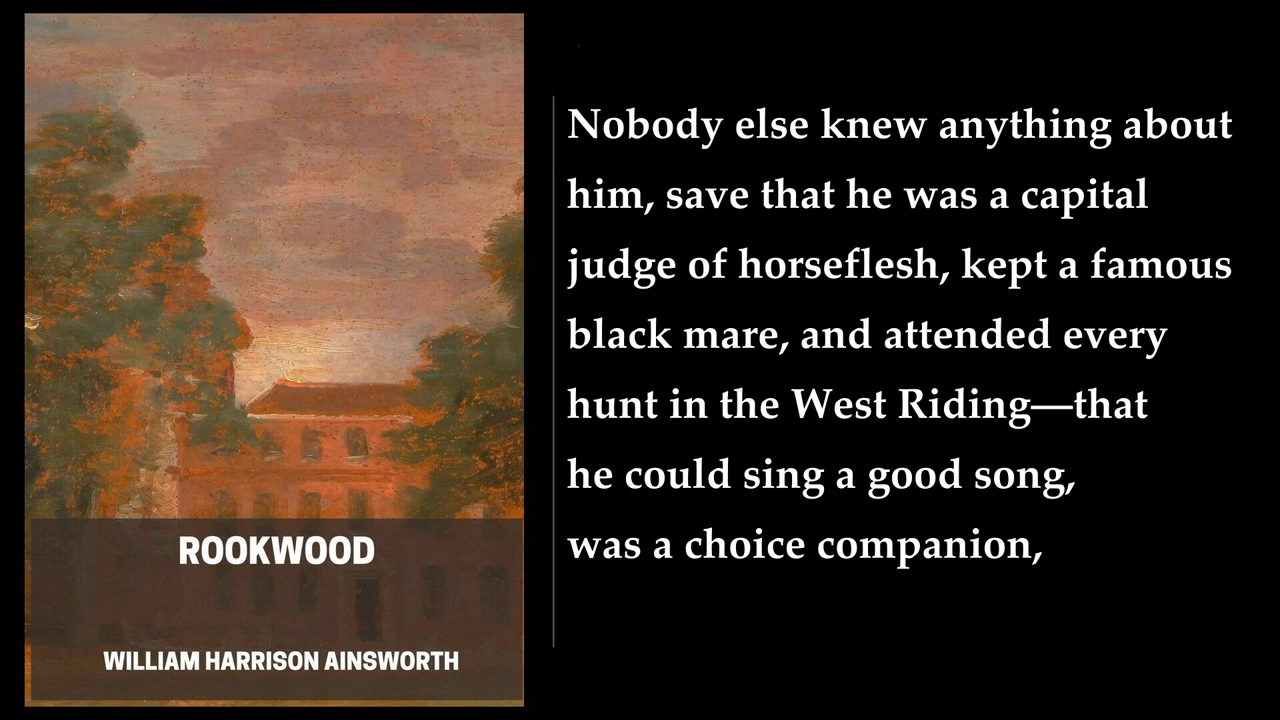 ROOKWOOD
WILLIAM HARRISON AINSWORTH
Nobody else knew anything about
him, save that he was a capital
judge of horseflesh, kept a famous
black mare, and attended every
hunt in the West Riding—that
he could sing a good song,
was a choice companion,